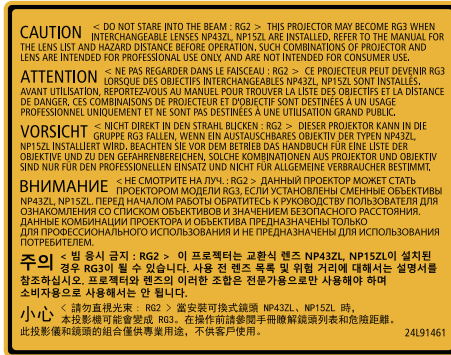 CAUTION < DO NOT STARE INTO THE BEAM : RG2 > THIS PROJECTOR MAY BECOME RG3 WHEN
INTERCHANGEABLE LENSES NP43ZL, NP15ZL ARE INSTALLED. REFER TO THE MANUAL FOR
THE LENS LIST AND HAZARD DISTANCE BEFORE OPERATION, SUCH COMBINATIONS OF PROJECTOR AND
LENS ARE INTENDED FOR PROFESSIONAL USE ONLY, AND ARE NOT INTENDED FOR CONSUMER USE.
ATTENTION < NE PAS REGARDER DANS LE FAISCEAU : RG2 > CE PROJECTEUR PEUT DEVENIR RG3
LORSQUE DES OBJECTIFS INTERCHANGEABLES NP43ZL, NP15ZL SONT INSTALLÉS.
AVANT UTILISATION, REPORTEZ-VOUS AU MANUEL POUR TROUVER LA LISTE DES OBJECTIFS ET LA DISTANCE
DE DANGER, CES COMBINAISONS DE PROJECTEUR ET D'OBJECTIF SONT DESTINÉES À UN USAGE
PROFESSIONNEL UNIQUEMENT ET NE SONT PAS DESTINÉES À UNE UTILISATION GRAND PUBLIC.
VORSICHT < NICHT DIREKT IN DEN STRAHL BLICKEN : RG2 > DIESER PROJEKTOR KANN IN DIE
GRUPPE RG3 FALLEN, WENN EIN AUSTAUSCHBARES OBJEKTIV DER TYPEN NP43ZL,
NP15ZL INSTALLIERT WIRD. BEACHTEN SIE VOR DEM BETRIEB DAS HANDBUCH FÜR EINE LISTE DER
OBJEKTIVE UND ZU DEN GEFAHRENBEREICHEN, SOLCHE KOMBINATIONEN AUS PROJEKTOR UND OBJEKTIV
SIND NUR FÜR DEN PROFESSIONELLEN EINSATZ UND NICHT FÜR ALLGEMEINE VERBRAUCHER BESTIMMT.
ВНИМАНИЕ < НЕ СМОТРИТЕ НА ЛУЧ. : RG2 > ДАННЫЙ ПРОЕКТОР МОЖЕТ СТАТЬ
ПРОЕКТОРОМ МОДЕЛИ RG3, ЕСЛИ УСТАНОВЛЕНЫ СМЕННЫЕ ОБЪЕКТИВЫ
NP43ZL, NP15ZL. ПЕРЕД НАЧАЛОМ РАБОТЫ ОБРАТИТЕСЬ К РУКОВОДСТВУ ПОЛЬЗОВАТЕЛЯ ДЛЯ
ОЗНАКОМЛЕНИЯ СО СПИСКОМ ОБЪЕКТИВОВ И ЗНАЧЕНИЕМ БЕЗОПАСНОГО РАССТОЯНИЯ.
ДАННЫЕ КОМБИНАЦИИ ПРОЕКТОРА И ОБЪЕКТИВА ПРЕДНАЗНАЧЕНЫ ТОЛЬКО
ДЛЯ ПРОФЕССИОНАЛЬНОГО ИСПОЛЬЗОВАНИЯ И НЕ ПРЕДНАЗНАЧЕНЫ ДЛЯ ИСПОЛЬЗОВАНИЯ
ПОТРЕБИТЕЛЕМ.
주의 < 빔 응시 금지 : RG2 > 이 프로젝터는 교환식 렌즈 NP43ZL, NP15ZL이 설치된
경우 RG3이 될 수 있습니다. 사용 전 렌즈 목록 및 위험 거리에 대해서는 설명서를
참조하십시오. 프로젝터와 렌즈의 이러한 조합은 전문가용으로만 사용해야 하며
소비자용으로 사용해서는 안 됩니다.
小心 < 請勿直視光束 : RG2 > 當安裝可換式鏡頭 NP43ZL、NP15ZL 時,
本投影機可能會變成 RG3。在操作前請參閱手冊瞭解鏡頭列表和危險距離。
此投影儀和鏡頭的組合僅供專業用途,不供客戶使用。
24L91461